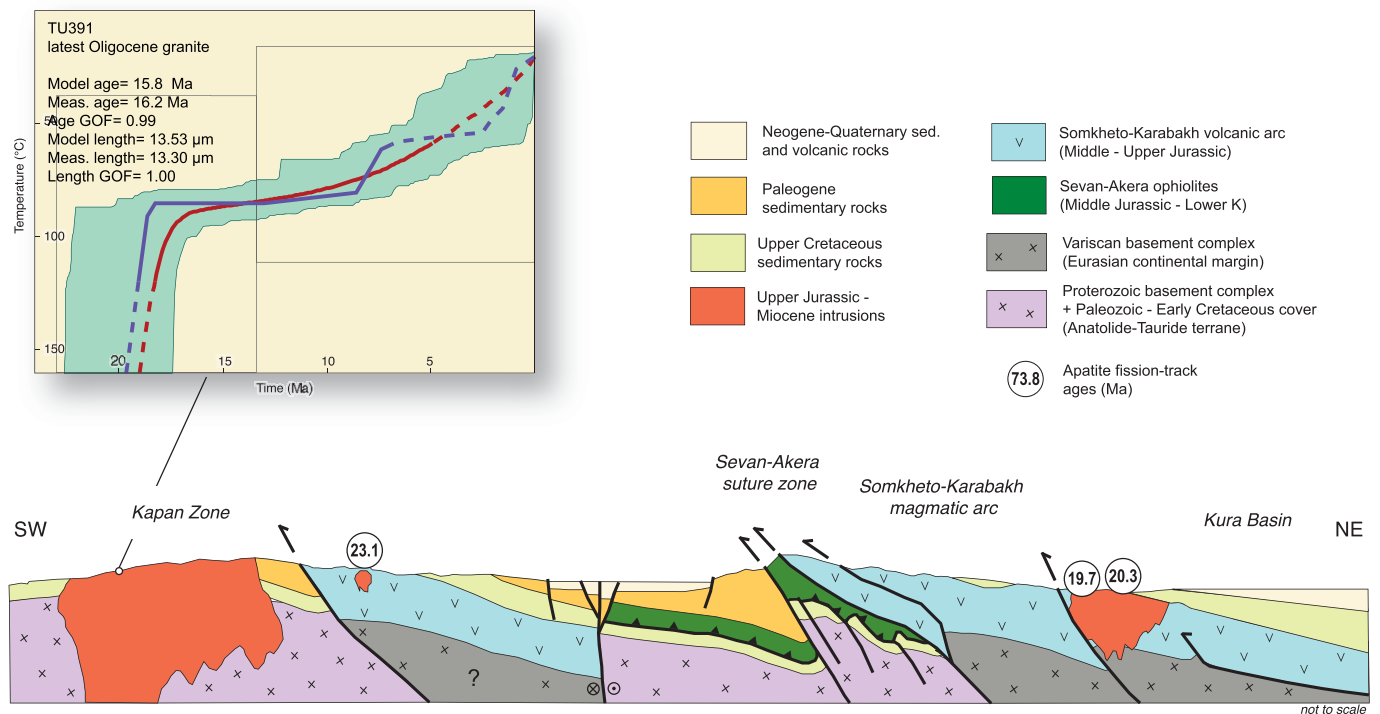 TU391
latest Oligocene granite
Model age= 15.8 Ma
Meas. age= 16.2 Ma
Age GOF= 0.99
Model length= 13.53 µm
Meas. length= 13.30 µm
Length GOF= 1.00
Temperature (°C)
50
100
150
20
15
10
5
Time (Ma)
Neogene-Quaternary sed.
and volcanic rocks
Paleogene
sedimentary rocks
Upper Cretaceous
sedimentary rocks
Upper Jurassic -
Miocene intrusions
Somkheto-Karabakh volcanic arc
(Middle - Upper Jurassic)
Sevan-Akera ophiolites
(Middle Jurassic - Lower K)
Variscan basement complex
(Eurasian continental margin)
Proterozoic basement complex
+ Paleozoic - Early Cretaceous cover
(Anatolide-Tauride terrane)
73.8
Apatite fission-track
ages (Ma)
SW
Kapan Zone
Sevan-Akera
suture zone
Somkheto-Karabakh
magmatic arc
Kura Basin
NE
23.1
19.7
20.3
?
not to scale